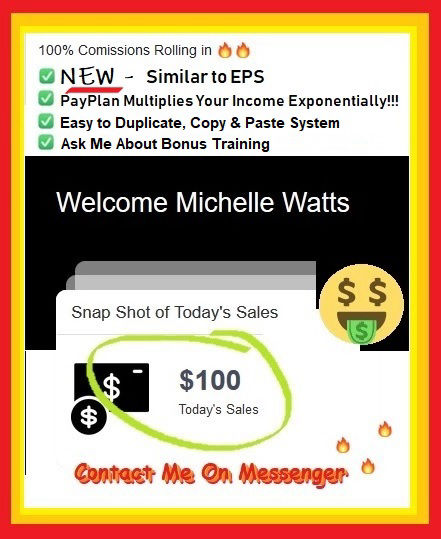 100% Comissions Rolling in 🔥🔥
✅ NEW - Similar to EPS
✅ PayPlan Multiplies Your Income Exponentially!!!
✅ Easy to Duplicate, Copy & Paste System
✅ Ask Me About Bonus Training
Welcome Michelle Watts
Snap Shot of Today's Sales
$100
Today's Sales
Contact Me On Messenger